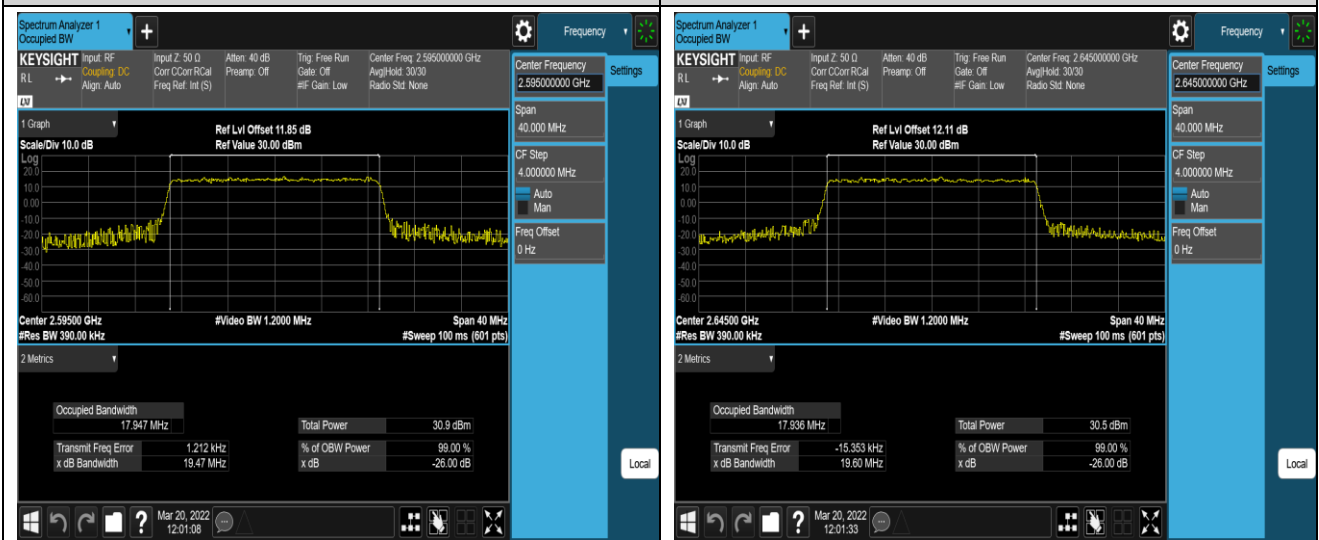 Spectrum Analyzer 1
Occupied BW
+
Frequency
KEYSIGHT
R L
LXI
Input: RF
Coupling: DC
Align: Auto
Input Z: 50 Ω
Corr CCorr RCal
Freq Ref: Int (S)
Atten: 40 dB
Preamp: Off
Trig: Free Run
Gate: Off
#IF Gain: Low
Center Freq: 2.595000000 GHz
Avg|Hold: 30/30
Radio Std: None
Center Frequency
2.595000000 GHz
Settings
Span
40.000 MHz
CF Step
4.000000 MHz
Auto
Man
Freq Offset
0 Hz
Local
1 Graph
Scale/Div 10.0 dB
Ref Lvl Offset 11.85 dB
Ref Value 30.00 dBm
Log
20.0
10.0
0.00
-10.0
-20.0
-30.0
-40.0
-50.0
-60.0
Center 2.59500 GHz
#Video BW 1.2000 MHz
Span 40 MHz
#Res BW 390.00 kHz
#Sweep 100 ms (601 pts)
2 Metrics
Occupied Bandwidth
17.947 MHz
Total Power 30.9 dBm
Transmit Freq Error 1.212 kHz
% of OBW Power 99.00 %
x dB Bandwidth 19.47 MHz
x dB -26.00 dB
?
Mar 20, 2022
12:01:08
Spectrum Analyzer 1
Occupied BW
+
Frequency
KEYSIGHT
R L
LXI
Input: RF
Coupling: DC
Align: Auto
Input Z: 50 Ω
Corr CCorr RCal
Freq Ref: Int (S)
Atten: 40 dB
Preamp: Off
Trig: Free Run
Gate: Off
#IF Gain: Low
Center Freq: 2.645000000 GHz
Avg|Hold: 30/30
Radio Std: None
Center Frequency
2.645000000 GHz
Settings
Span
40.000 MHz
CF Step
4.000000 MHz
Auto
Man
Freq Offset
0 Hz
Local
1 Graph
Scale/Div 10.0 dB
Ref Lvl Offset 12.11 dB
Ref Value 30.00 dBm
Log
20.0
10.0
0.00
-10.0
-20.0
-30.0
-40.0
-50.0
-60.0
Center 2.64500 GHz
#Video BW 1.2000 MHz
Span 40 MHz
#Res BW 390.00 kHz
#Sweep 100 ms (601 pts)
2 Metrics
Occupied Bandwidth
17.936 MHz
Total Power 30.5 dBm
Transmit Freq Error -15.353 kHz
% of OBW Power 99.00 %
x dB Bandwidth 19.60 MHz
x dB -26.00 dB
?
Mar 20, 2022
12:01:33